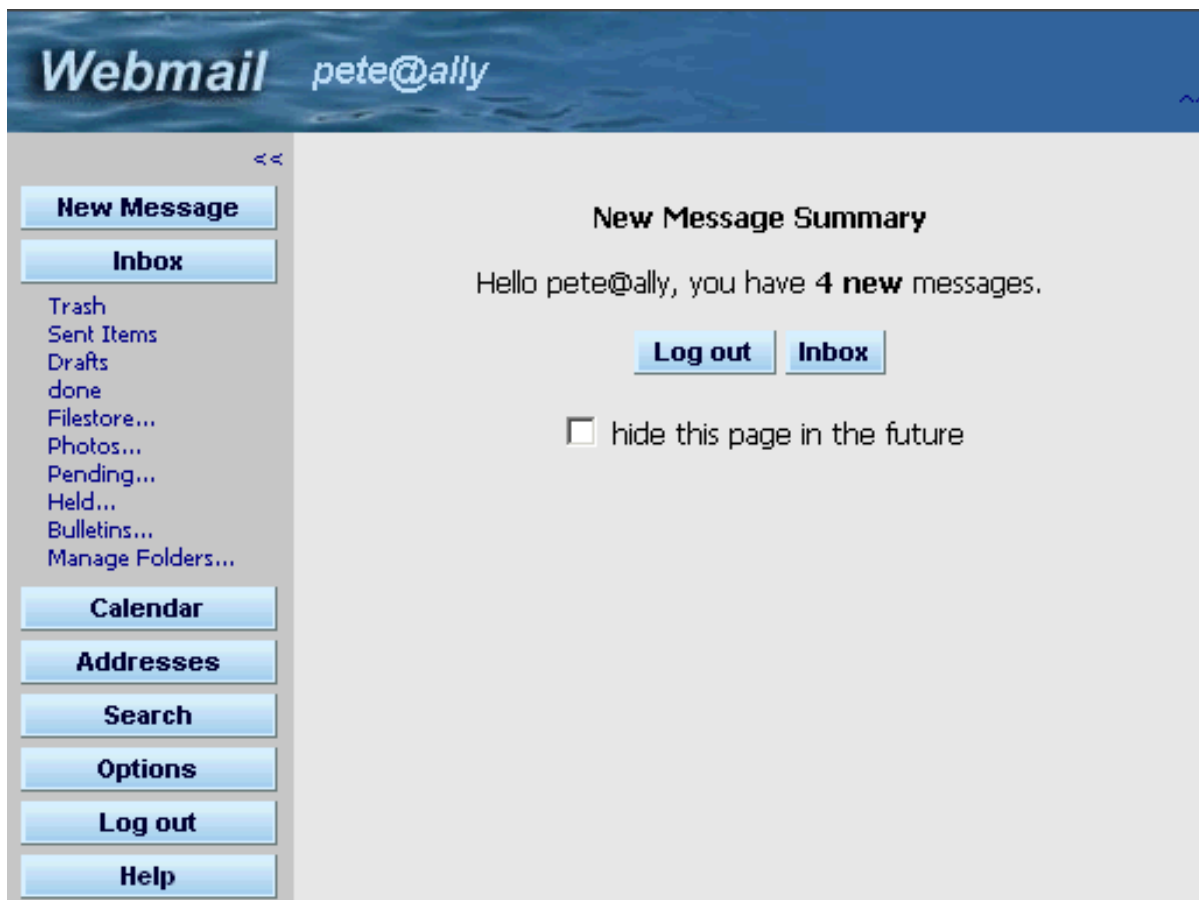 Webmail pete@ally
^^
<<
New Message
Inbox
Trash
Sent Items
Drafts
done
Filestore...
Photos...
Pending...
Held...
Bulletins...
Manage Folders...
Calendar
Addresses
Search
Options
Log out
Help
New Message Summary
Hello pete@ally, you have 4 new messages.
Log out Inbox
hide this page in the future